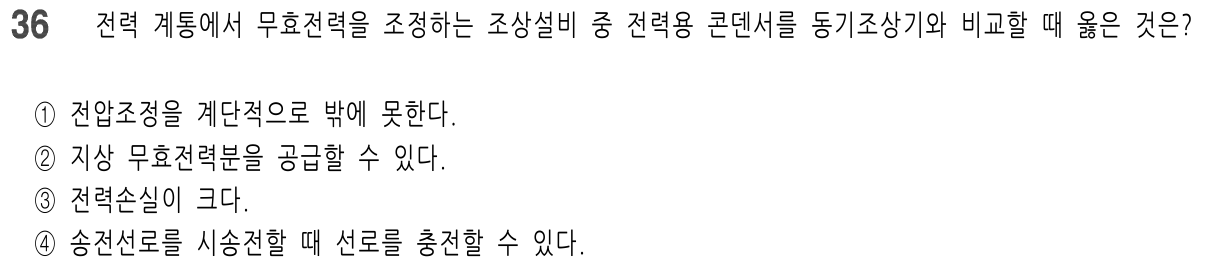 36 전력 계통에서 무효전력을 조정하는 조상설비 중 전력용 콘덴서를 동기조상기와 비교할 때 옳은 것은?
① 전압조정을 계단적으로 밖에 못한다.
② 지상 무효전력분을 공급할 수 있다.
③ 전력손실이 크다.
④ 송전선로를 시송전할 때 선로를 충전할 수 있다.